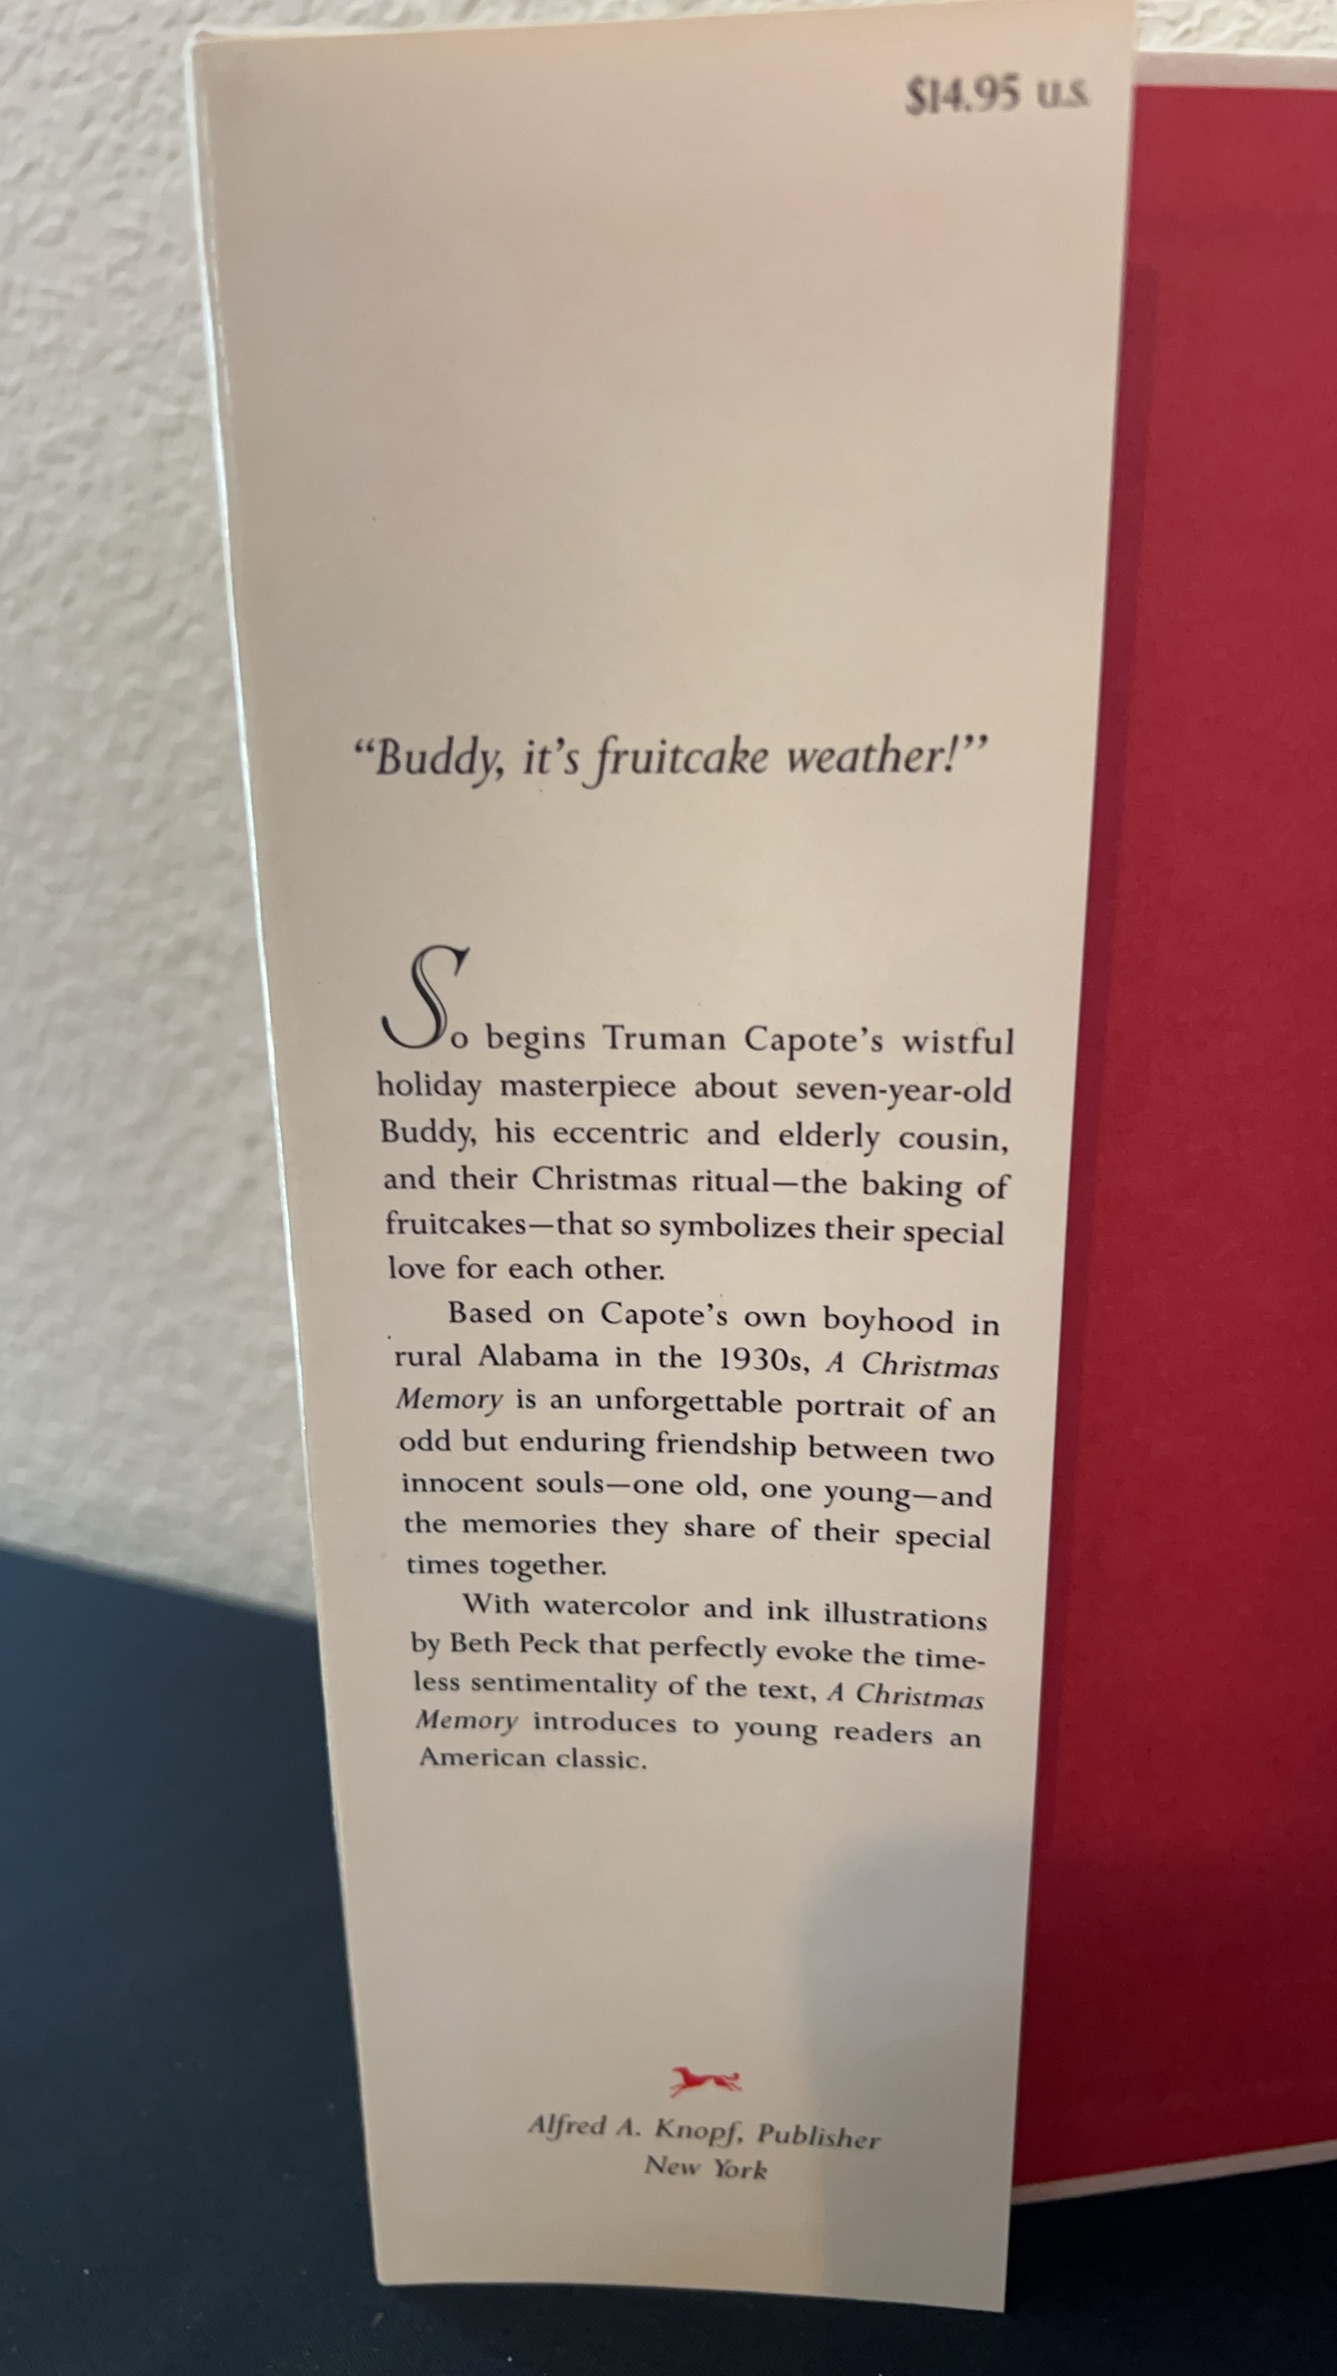 $14.95 U.S.
“Buddy, it’s fruitcake weather!”
So begins Truman Capote’s wistful
holiday masterpiece about seven-year-old
Buddy, his eccentric and elderly cousin,
and their Christmas ritual—the baking of
fruitcakes—that so symbolizes their special
love for each other.
Based on Capote’s own boyhood in
rural Alabama in the 1930s, A Christmas
Memory is an unforgettable portrait of an
odd but enduring friendship between two
innocent souls—one old, one young—and
the memories they share of their special
times together.
With watercolor and ink illustrations
by Beth Peck that perfectly evoke the time-
less sentimentality of the text, A Christmas
Memory introduces to young readers an
American classic.
Alfred A. Knopf, Publisher
New York